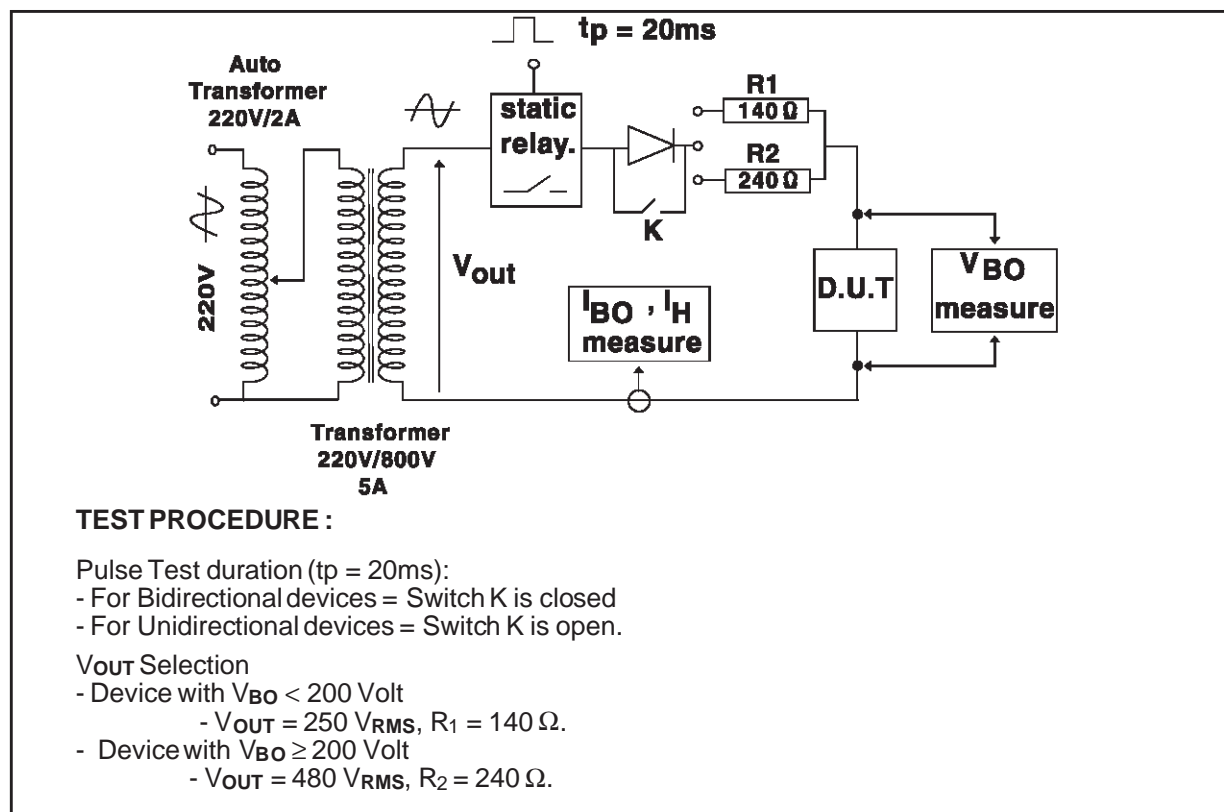 tp = 20ms
Auto
Transformer
220V/2A
static
relay.
R1
140 Ω
R2
240 Ω
K
220V
Vout
IBO , IH
measure
D.U.T
VBO
measure
Transformer
220V/800V
5A
TEST PROCEDURE :
Pulse Test duration (tp = 20ms):
- For Bidirectional devices = Switch K is closed
- For Unidirectional devices = Switch K is open.
VOUT Selection
- Device with VBO < 200 Volt
- VOUT = 250 VRMS, R1 = 140 Ω.
- Device with VBO ≥ 200 Volt
- VOUT = 480 VRMS, R2 = 240 Ω.